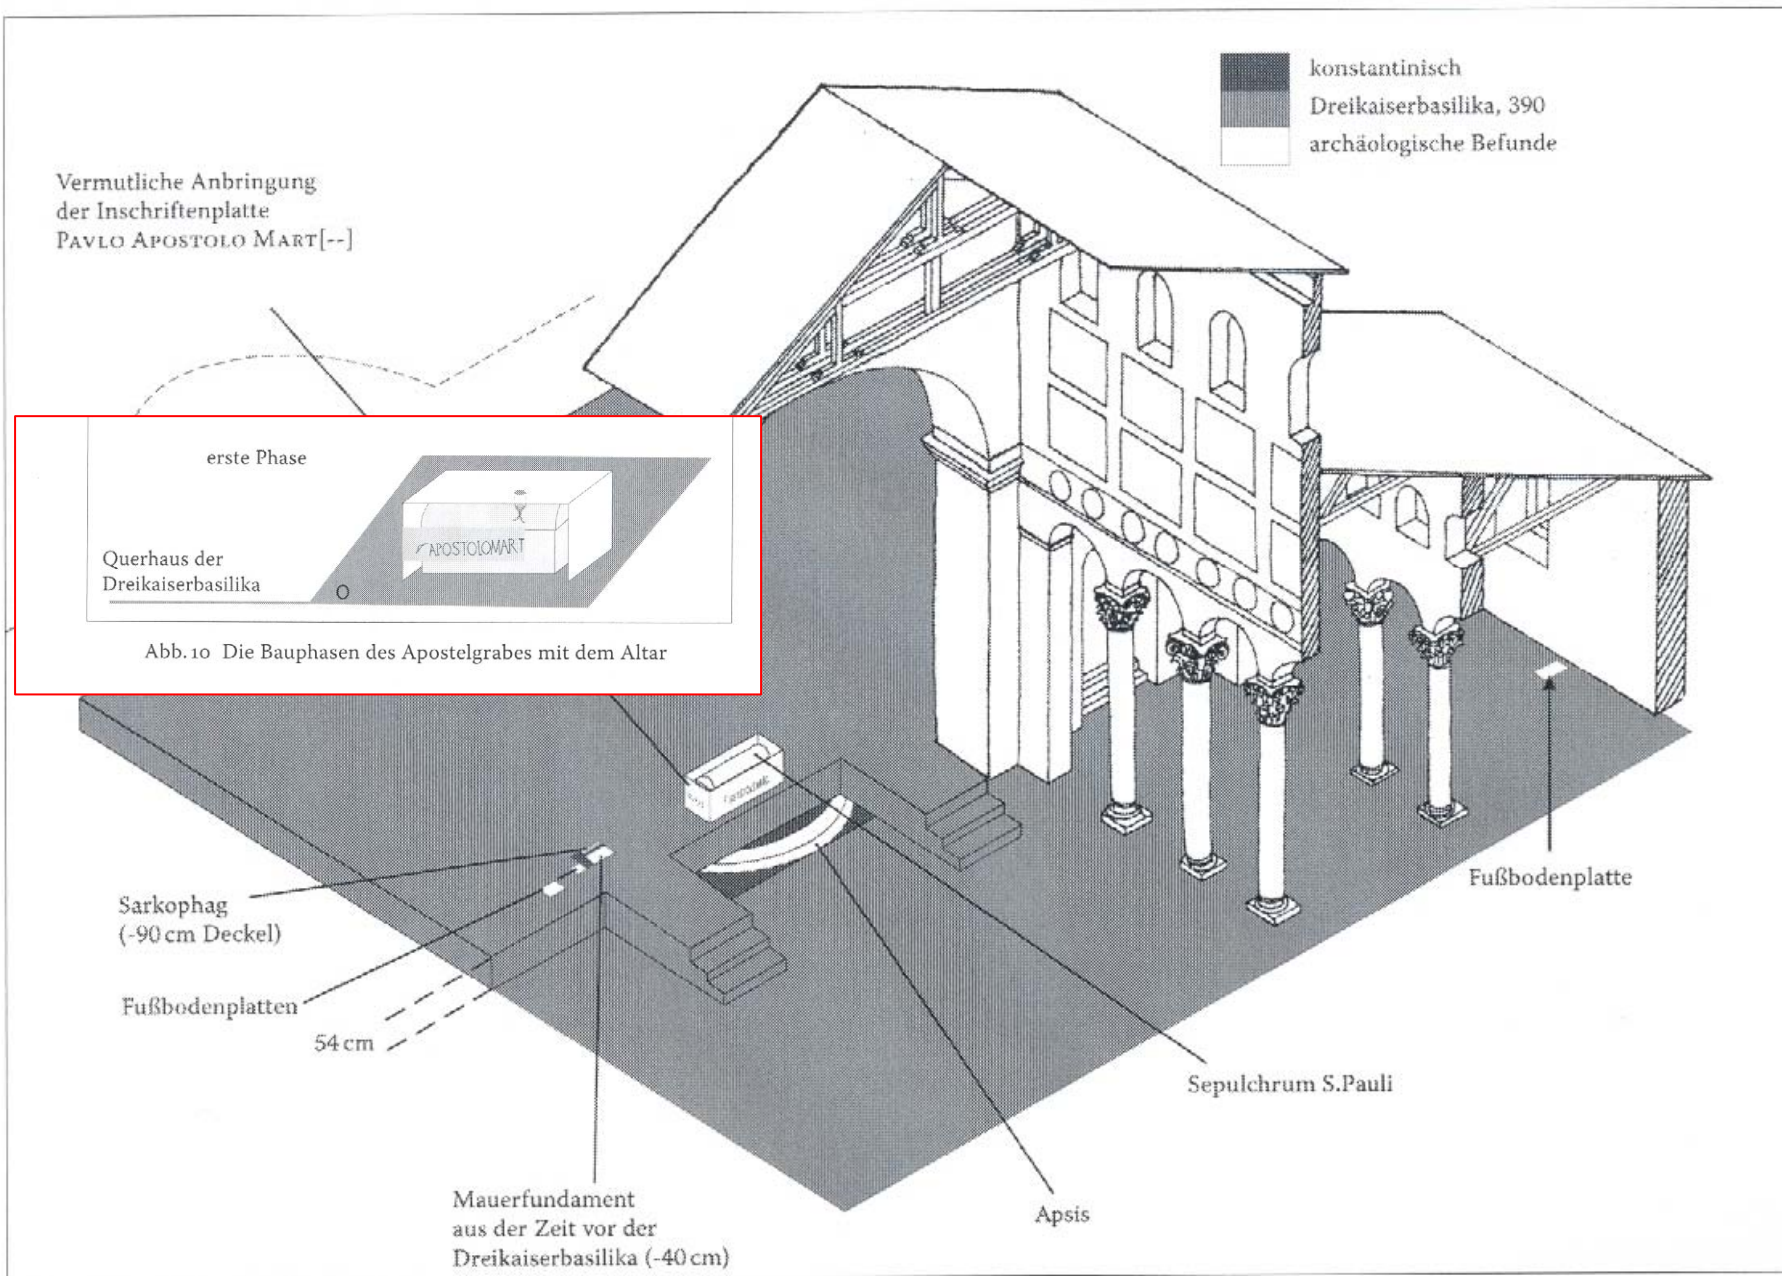 konstantinisch
Dreikaiserbasilika, 390
archäologische Befunde
Vermutliche Anbringung
der Inschriftenplatte
PAVLO APOSTOLO MART[--]
erste Phase
APOSTOLOMART
Querhaus der
Dreikaiserbasilika
O
Abb. 10 Die Bauphasen des Apostelgrabes mit dem Altar
Sarkophag
(-90 cm Deckel)
Fußbodenplatten
54 cm
Fußbodenplatte
Sepulchrum S.Pauli
Mauerfundament
aus der Zeit vor der
Dreikaiserbasilika (-40 cm)
Apsis